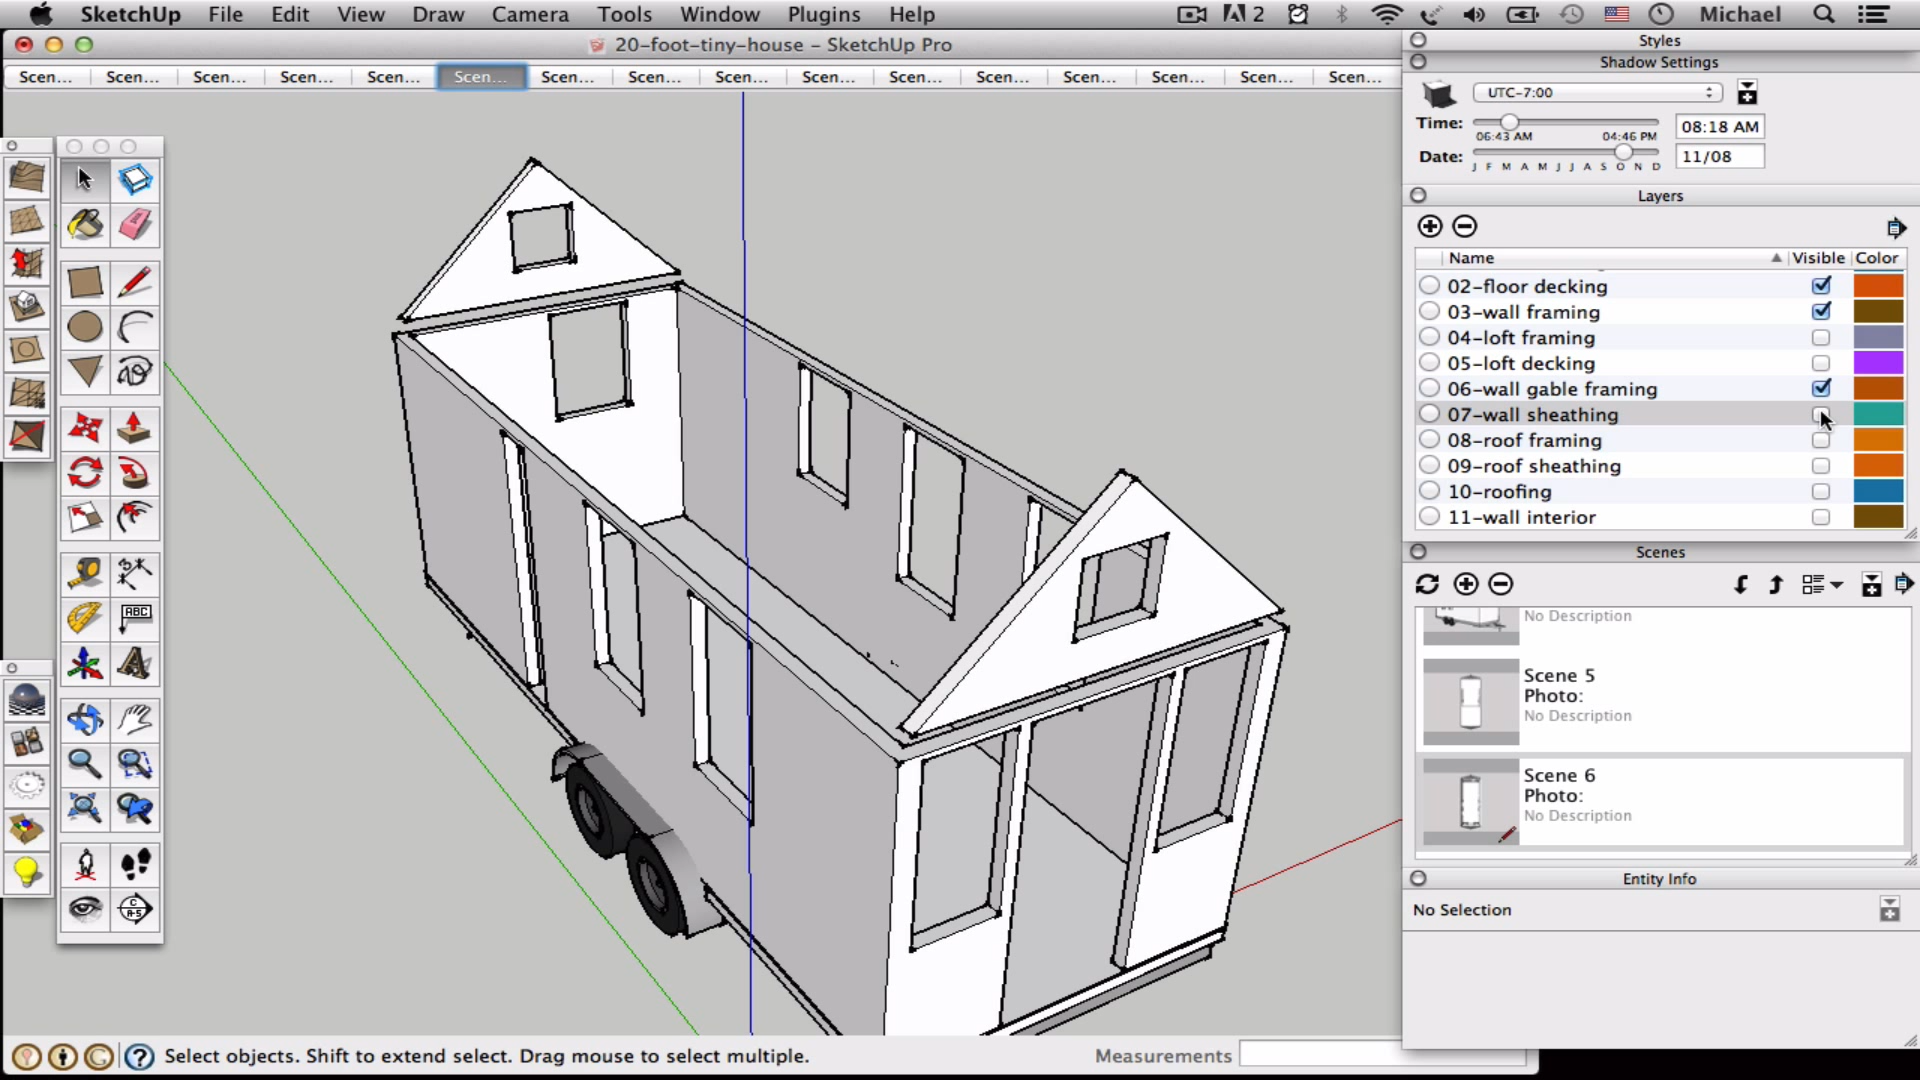 SketchUp File Edit View Draw Camera Tools Window Plugins Help 2 Michael
20-foot-tiny-house – SketchUp Pro
Scen... Scen... Scen... Scen... Scen... Scen... Scen... Scen... Scen... Scen... Scen... Scen... Scen... Scen... Scen... Scen...
Styles
Shadow Settings
UTC-7:00
Time: 08:18 AM
06:43 AM 04:46 PM
Date: 11/08
J F M A M J J A S O N D
Layers
Name Visible Color
02-floor decking
03-wall framing
04-loft framing
05-loft decking
06-wall gable framing
07-wall sheathing
08-roof framing
09-roof sheathing
10-roofing
11-wall interior
Scenes
No Description
Scene 5
Photo:
No Description
Scene 6
Photo:
No Description
Entity Info
No Selection
ABC
Select objects. Shift to extend select. Drag mouse to select multiple.
Measurements